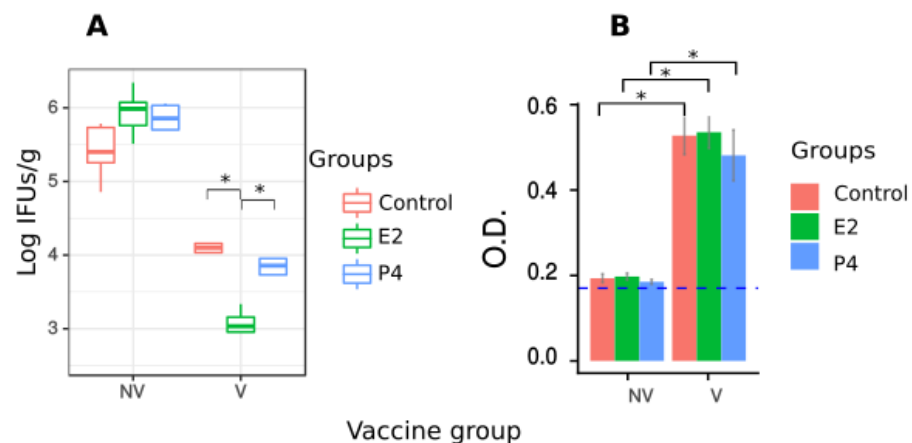 A
Log IFUs/g
6
5
4
3
* *
NV V
Groups
Control
E2
P4
B
O.D.
0.6
0.4
0.2
0.0
* * *
NV V
Groups
Control
E2
P4
Vaccine group